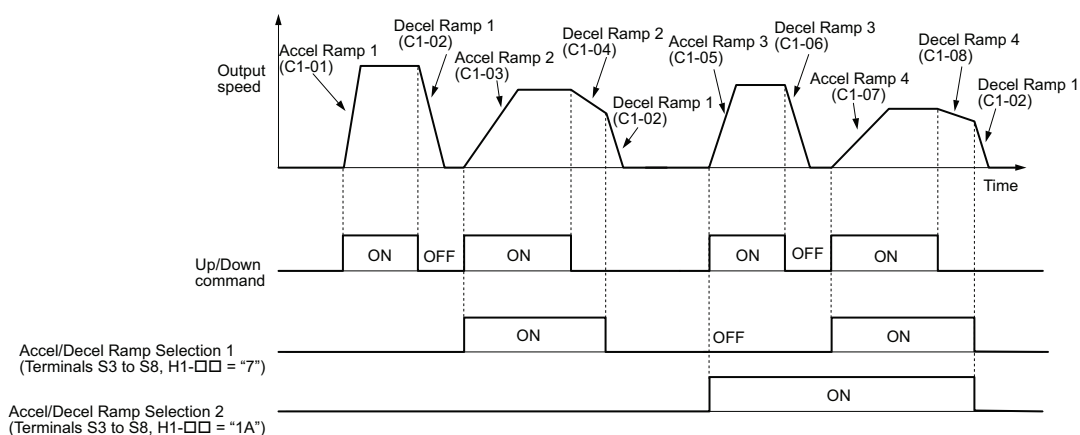 Output
speed
Accel Ramp 1
(C1-01)
Decel Ramp 1
(C1-02)
Accel Ramp 2
(C1-03)
Decel Ramp 2
(C1-04)
Decel Ramp 1
(C1-02)
Accel Ramp 3
(C1-05)
Decel Ramp 3
(C1-06)
Accel Ramp 4
(C1-07)
Decel Ramp 4
(C1-08)
Decel Ramp 1
(C1-02)
Time
Up/Down
command
ON
OFF
ON
ON
OFF
ON
Accel/Decel Ramp Selection 1
(Terminals S3 to S8, H1-□□ = “7”)
ON
OFF
ON
Accel/Decel Ramp Selection 2
(Terminals S3 to S8, H1-□□ = “1A”)
ON